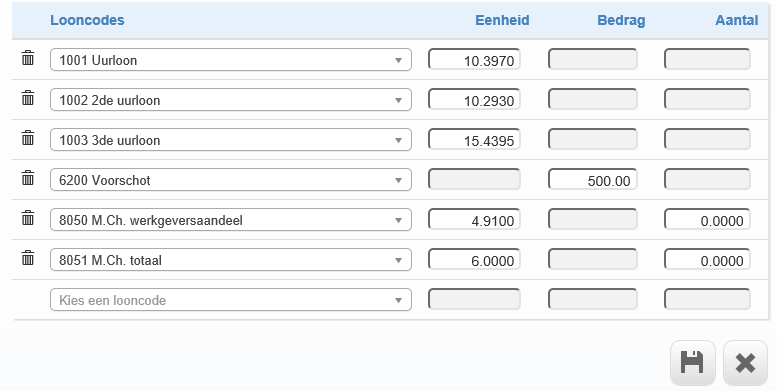 Looncodes Eenheid Bedrag Aantal
1001 Uurloon 10.3970
1002 2de uurloon 10.2930
1003 3de uurloon 15.4395
6200 Voorschot 500.00
8050 M.Ch. werkgeversaandeel 4.9100 0.0000
8051 M.Ch. totaal 6.0000 0.0000
Kies een looncode